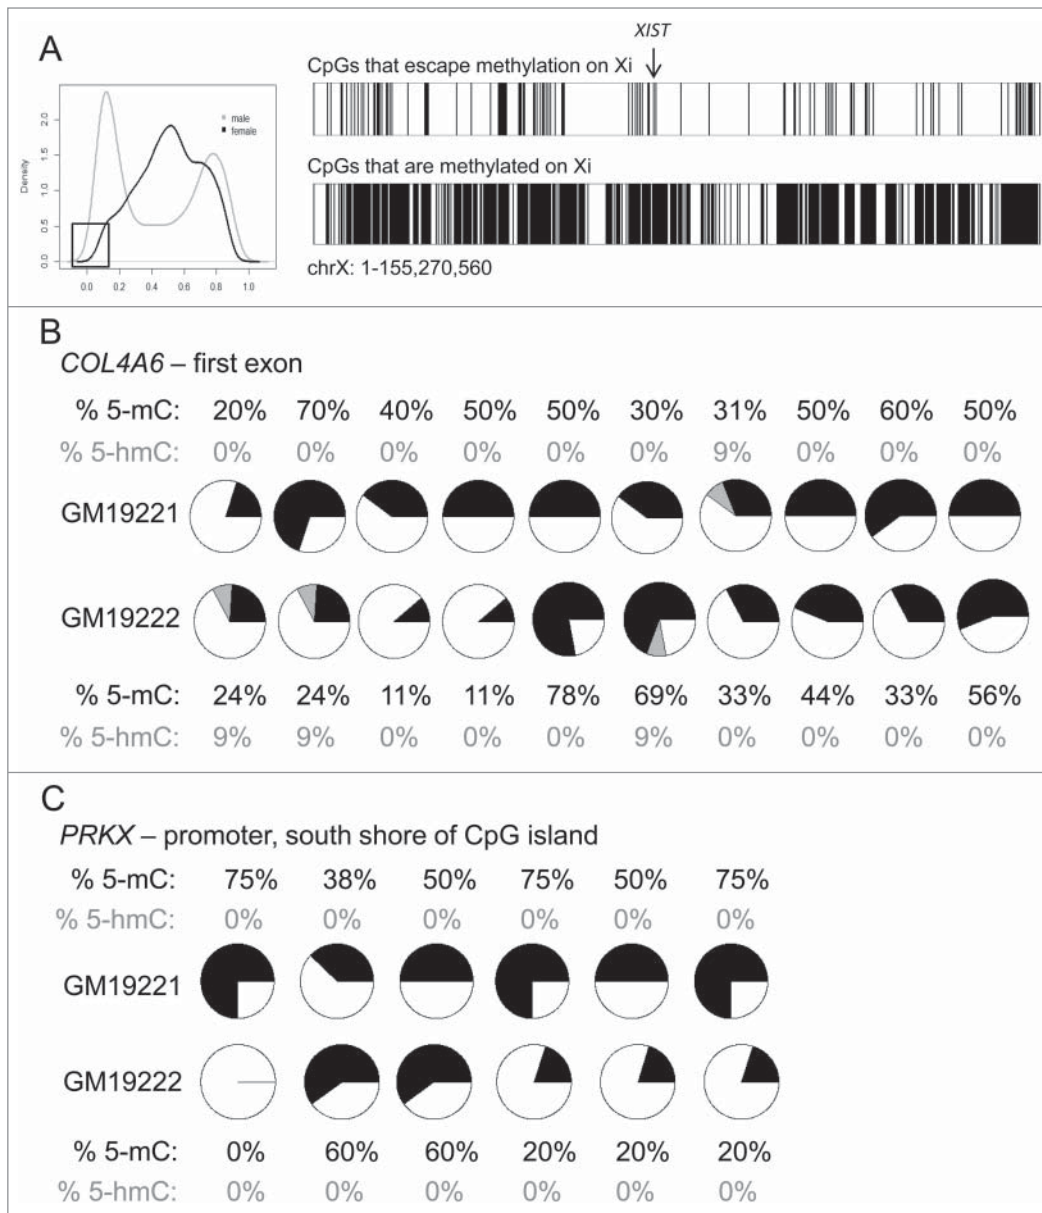 A
XIST
CpGs that escape methylation on Xi
CpGs that are methylated on Xi
chrX: 1-155,270,560
male
female
Density
2.0
1.5
1.0
0.5
0.0
0.0 0.2 0.4 0.6 0.8 1.0
B
COL4A6 – first exon
% 5-mC: 20% 70% 40% 50% 50% 30% 31% 50% 60% 50%
% 5-hmC: 0% 0% 0% 0% 0% 0% 9% 0% 0% 0%
GM19221
GM19222
% 5-mC: 24% 24% 11% 11% 78% 69% 33% 44% 33% 56%
% 5-hmC: 9% 9% 0% 0% 0% 9% 0% 0% 0% 0%
C
PRKX – promoter, south shore of CpG island
% 5-mC: 75% 38% 50% 75% 50% 75%
% 5-hmC: 0% 0% 0% 0% 0% 0%
GM19221
GM19222
% 5-mC: 0% 60% 60% 20% 20% 20%
% 5-hmC: 0% 0% 0% 0% 0% 0%